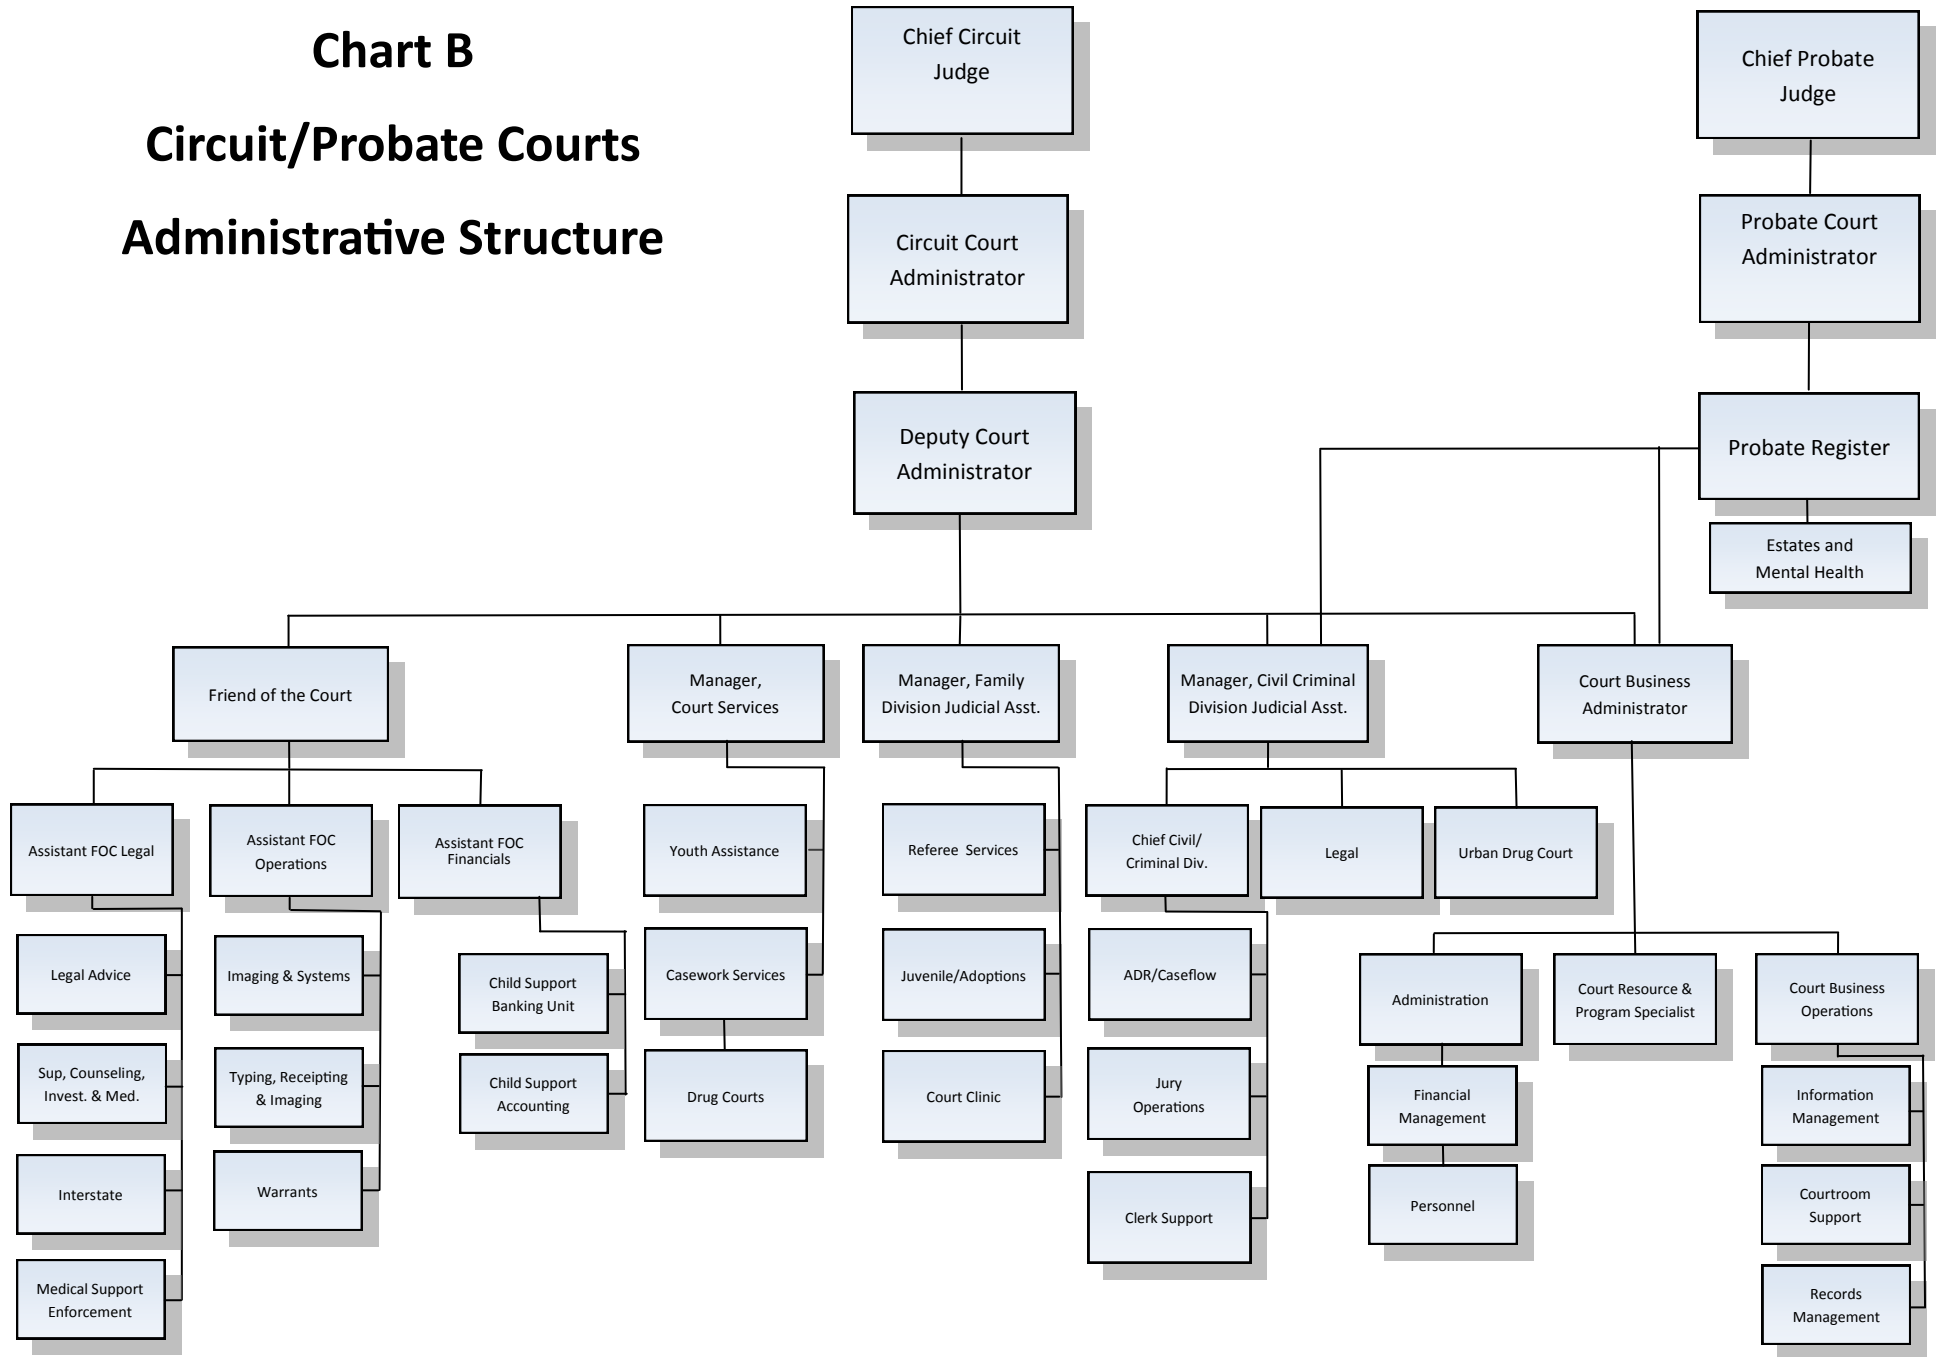 Chart B
Circuit/Probate Courts
Administrative Structure
Chief Circuit
Judge
Chief Probate
Judge
Circuit Court
Administrator
Probate Court
Administrator
Deputy Court
Administrator
Probate Register
Estates and
Mental Health
Friend of the Court
Manager,
Court Services
Manager, Family
Division Judicial Asst.
Manager, Civil Criminal
Division Judicial Asst.
Court Business
Administrator
Assistant FOC Legal
Assistant FOC
Operations
Assistant FOC
Financials
Youth Assistance
Referee Services
Chief Civil/
Criminal Div.
Legal
Urban Drug Court
Legal Advice
Imaging & Systems
Child Support
Banking Unit
Casework Services
Juvenile/Adoptions
ADR/Caseflow
Administration
Court Resource &
Program Specialist
Court Business
Operations
Sup, Counseling,
Invest. & Med.
Typing, Receipting
& Imaging
Child Support
Accounting
Drug Courts
Court Clinic
Jury
Operations
Financial
Management
Information
Management
Interstate
Warrants
Clerk Support
Personnel
Courtroom
Support
Medical Support
Enforcement
Records
Management